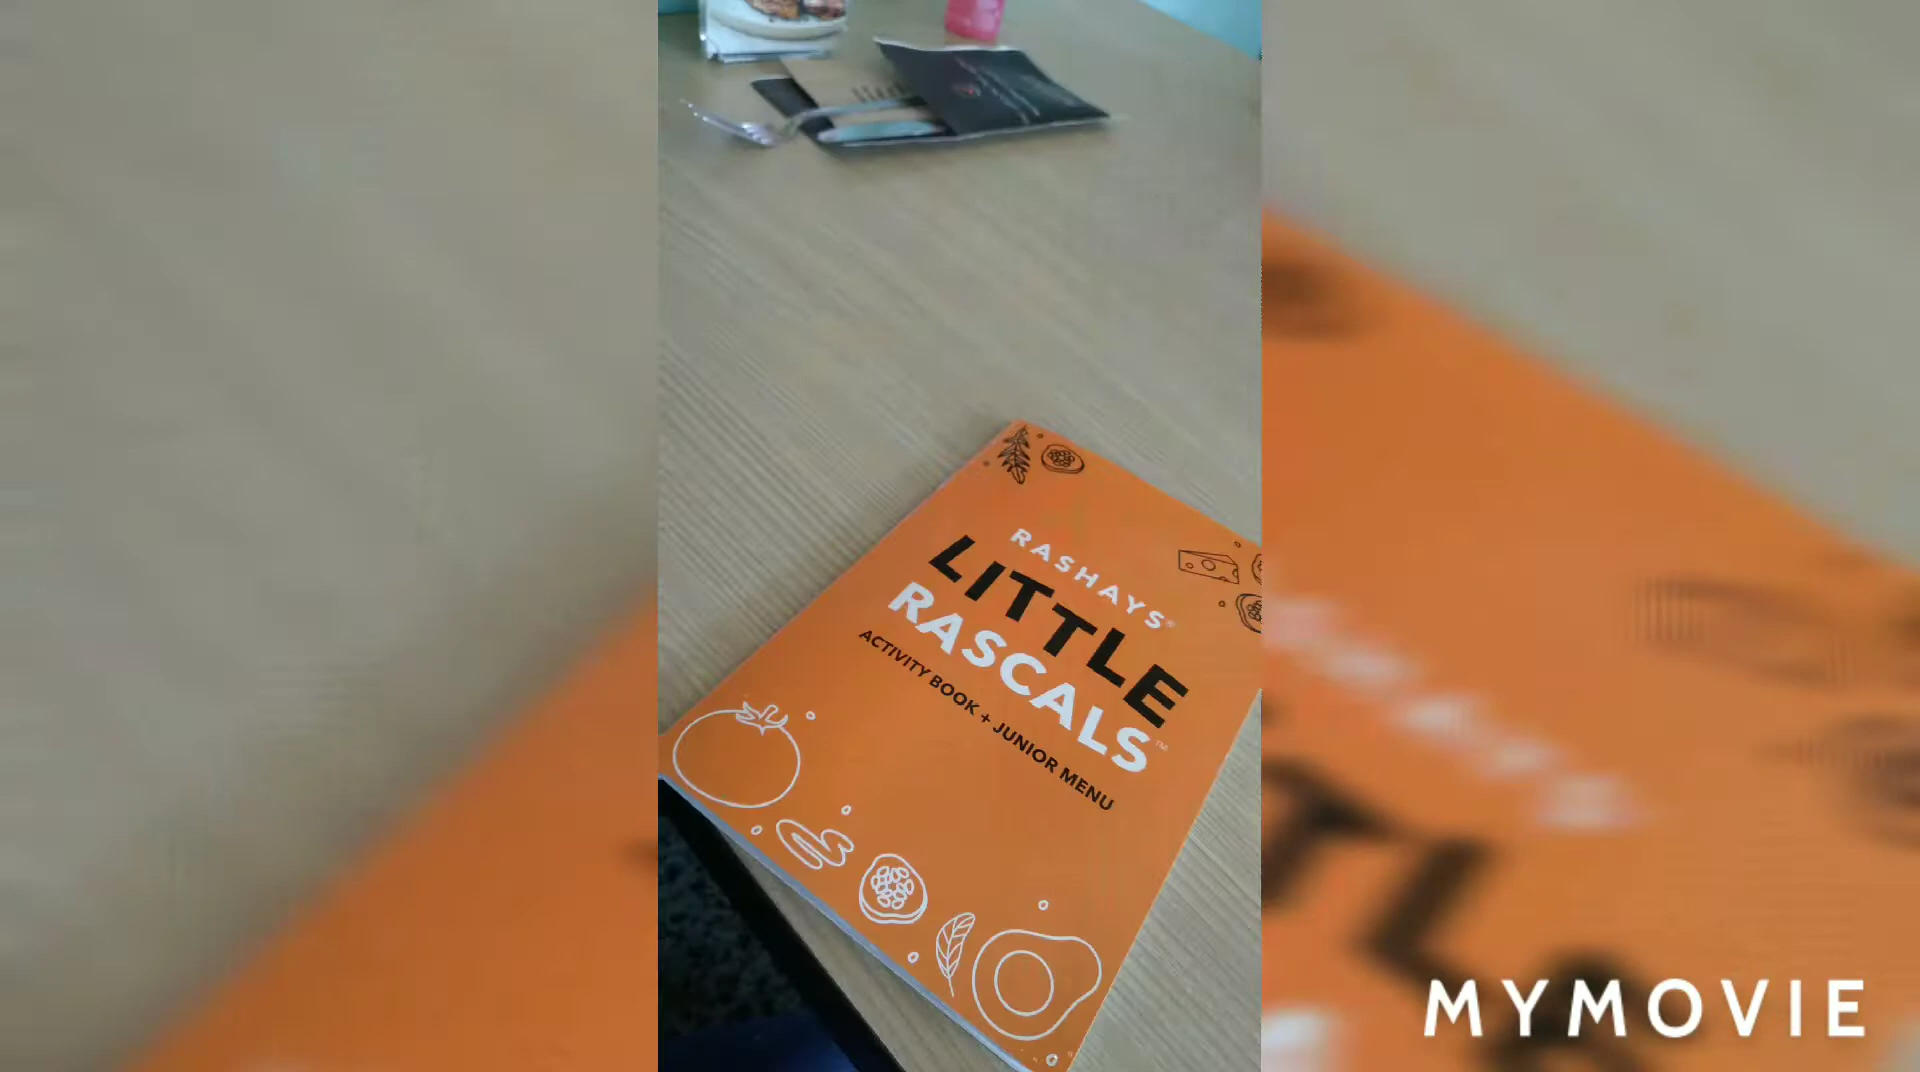 RASHAYS®
LITTLE
RASCALS™
ACTIVITY BOOK + JUNIOR MENU
MYMOVIE